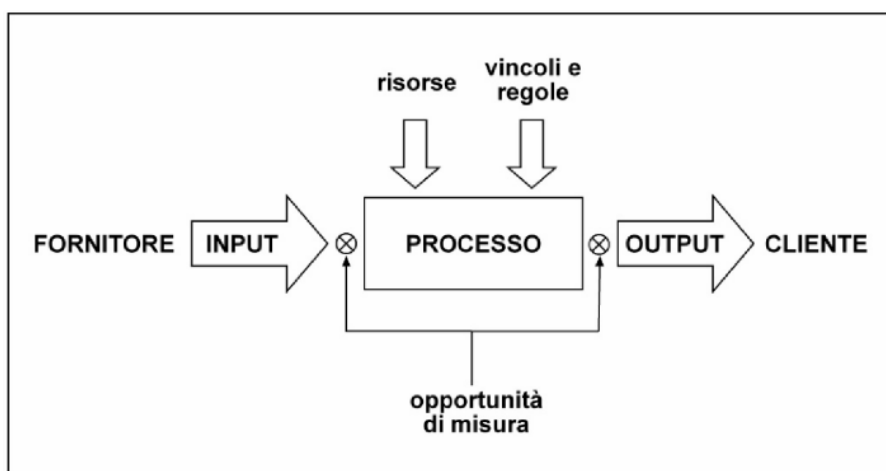 risorse
vincoli e
regole
FORNITORE
INPUT
PROCESSO
OUTPUT
CLIENTE
opportunità
di misura